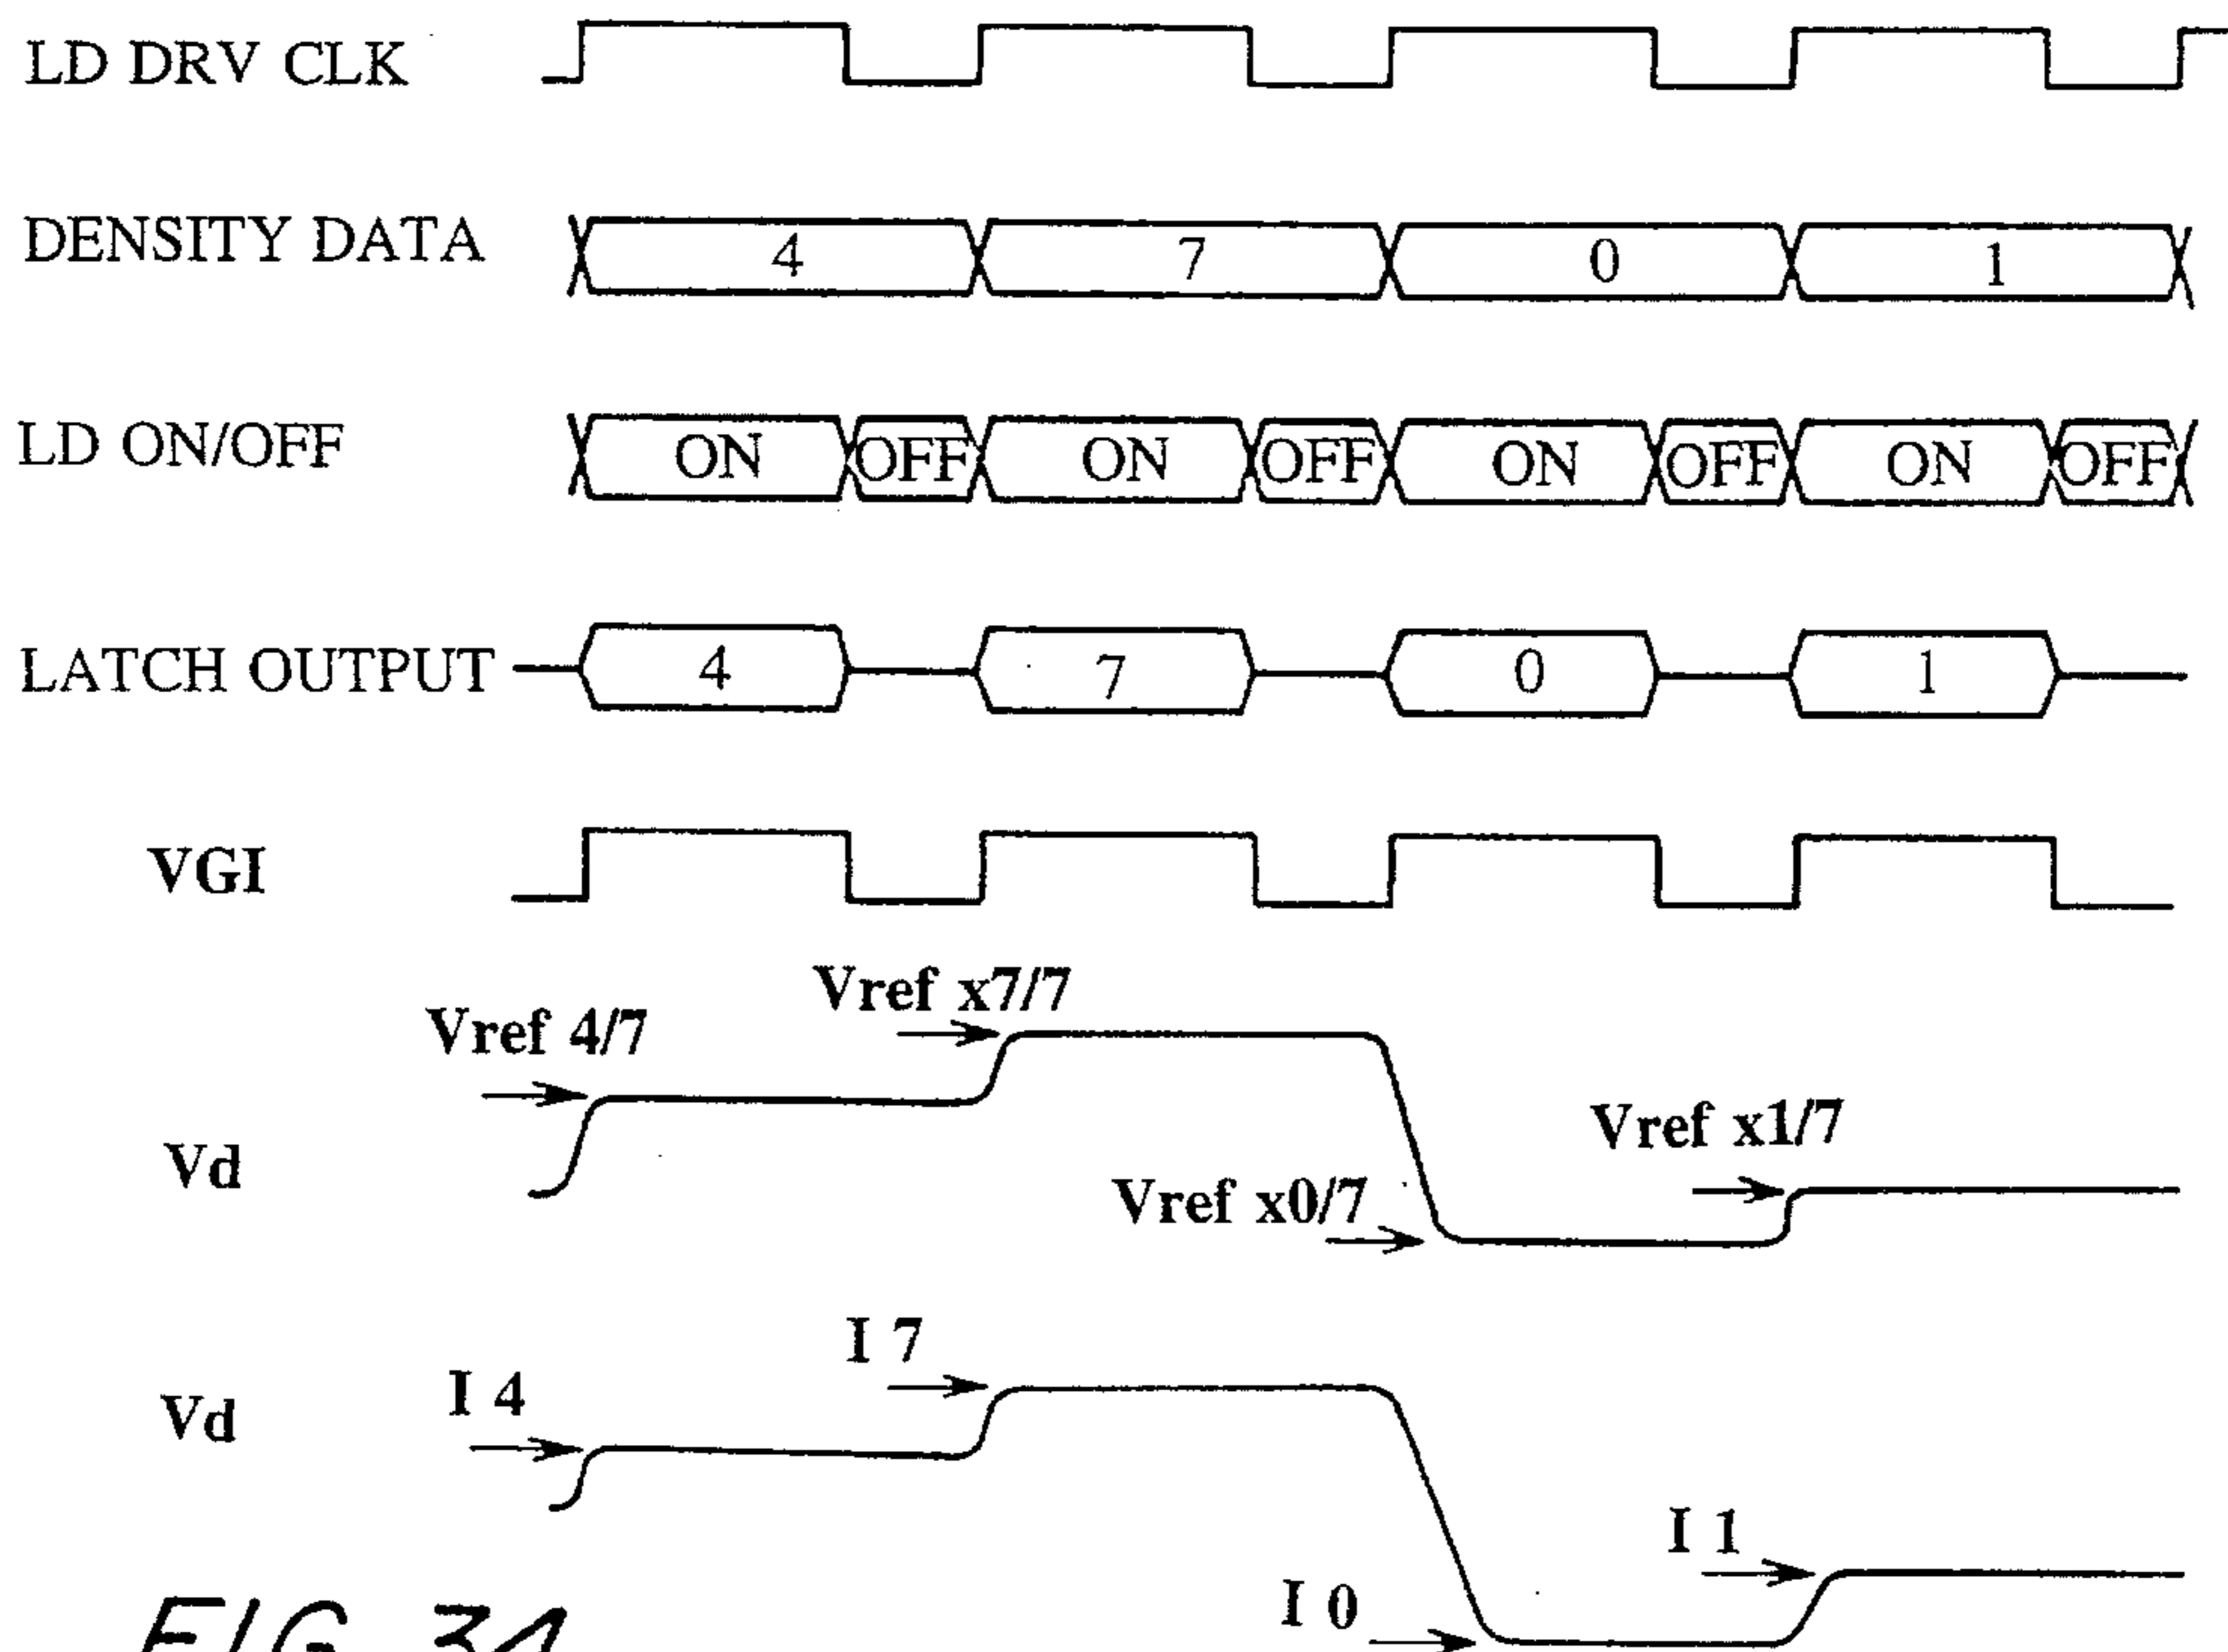 LD DRV CLK
DENSITY DATA 4 7 0 1
LD ON/OFF ON OFF ON OFF ON OFF ON OFF
LATCH OUTPUT 4 7 0 1
VGI
Vref x7/7
Vref 4/7
Vref x1/7
Vd
Vref x0/7
I 7
I 4
Vd
I 1
I 0
FIG. 34